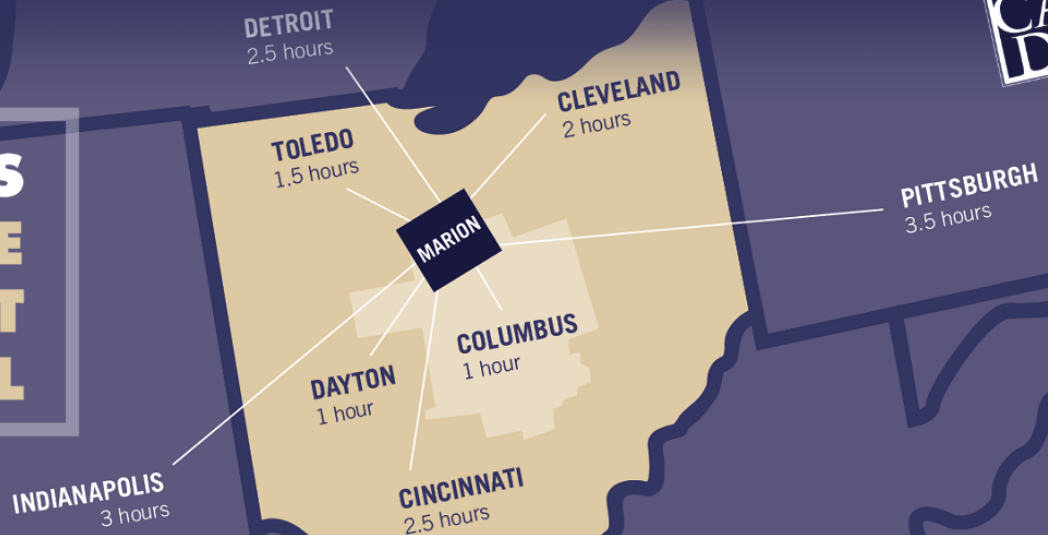 DETROIT
2.5 hours
CLEVELAND
2 hours
TOLEDO
1.5 hours
PITTSBURGH
3.5 hours
MARION
COLUMBUS
1 hour
DAYTON
1 hour
INDIANAPOLIS
3 hours
CINCINNATI
2.5 hours
S
E
T
L